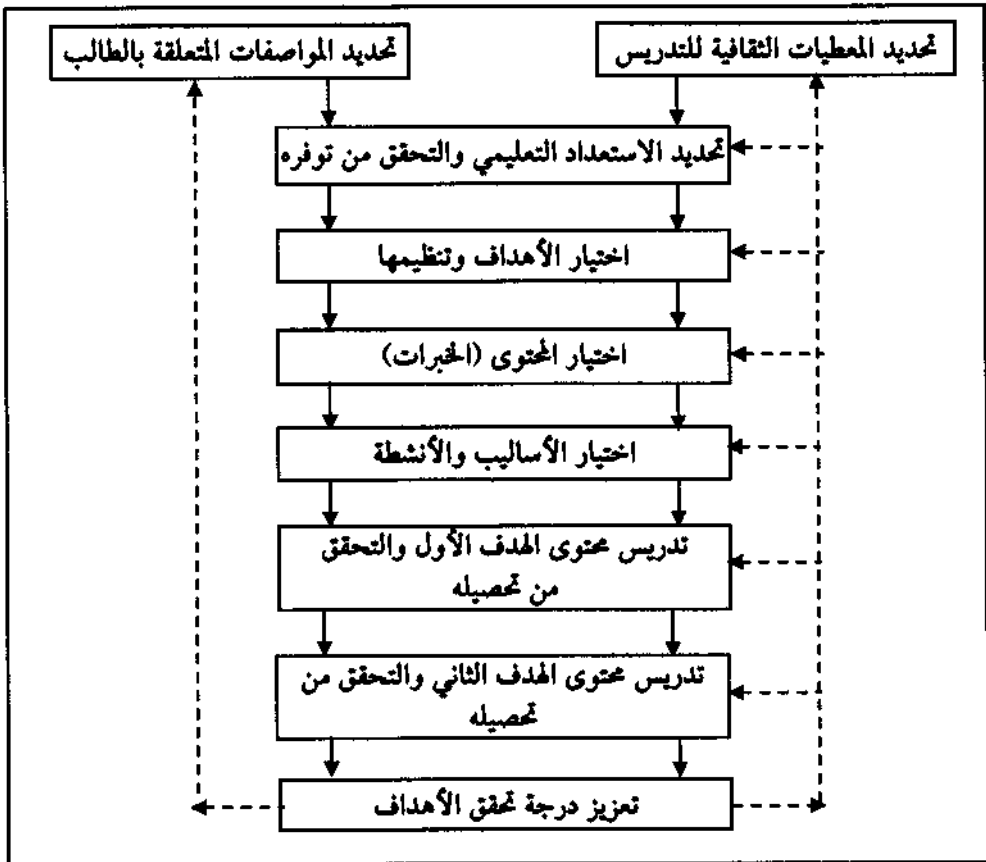 تحديد المعطيات الثقافية للتدريس
تحديد المواصفات المتعلقة بالطالب
تحديد الاستعداد التعليمي والتحقق من توفره
اختيار الأهداف وتنظيمها
اختيار المحتوى (الخبرات)
اختيار الأساليب والأنشطة
تدريس محتوى الهدف الأول والتحقق
من تحصيله
تدريس محتوى الهدف الثاني والتحقق من
تحصيله
تعزيز درجة تحقق الأهداف